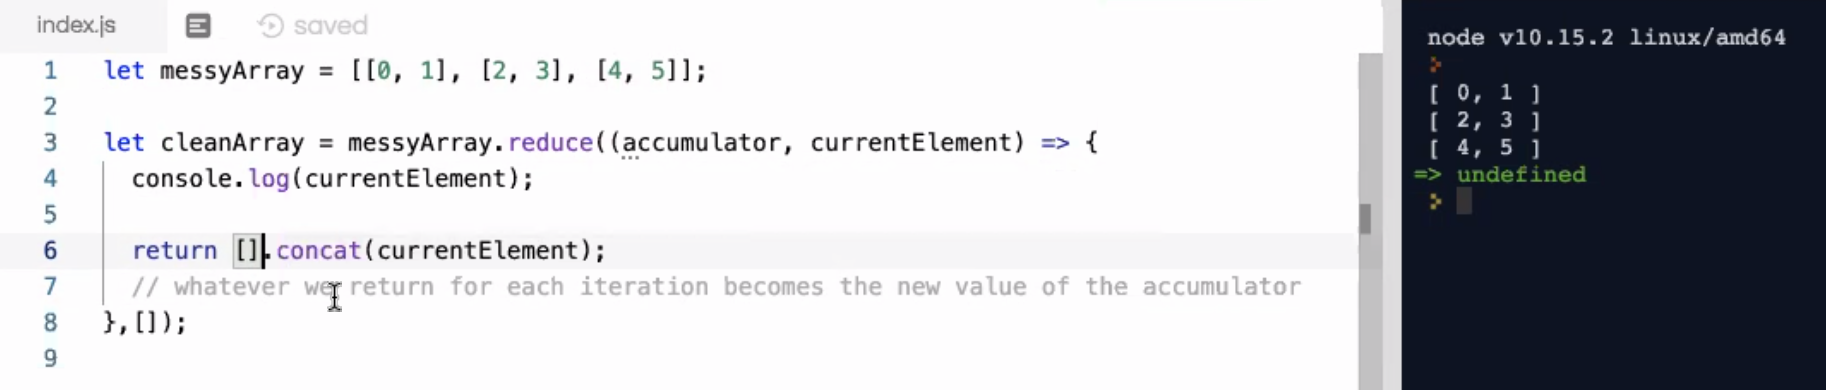 index.js saved
1 let messyArray = [[0, 1], [2, 3], [4, 5]];
2
3 let cleanArray = messyArray.reduce((accumulator, currentElement) => {
4 console.log(currentElement);
5
6 return [].concat(currentElement);
7 // whatever we return for each iteration becomes the new value of the accumulator
8 },[]);
9
node v10.15.2 linux/amd64
[ 0, 1 ]
[ 2, 3 ]
[ 4, 5 ]
=> undefined